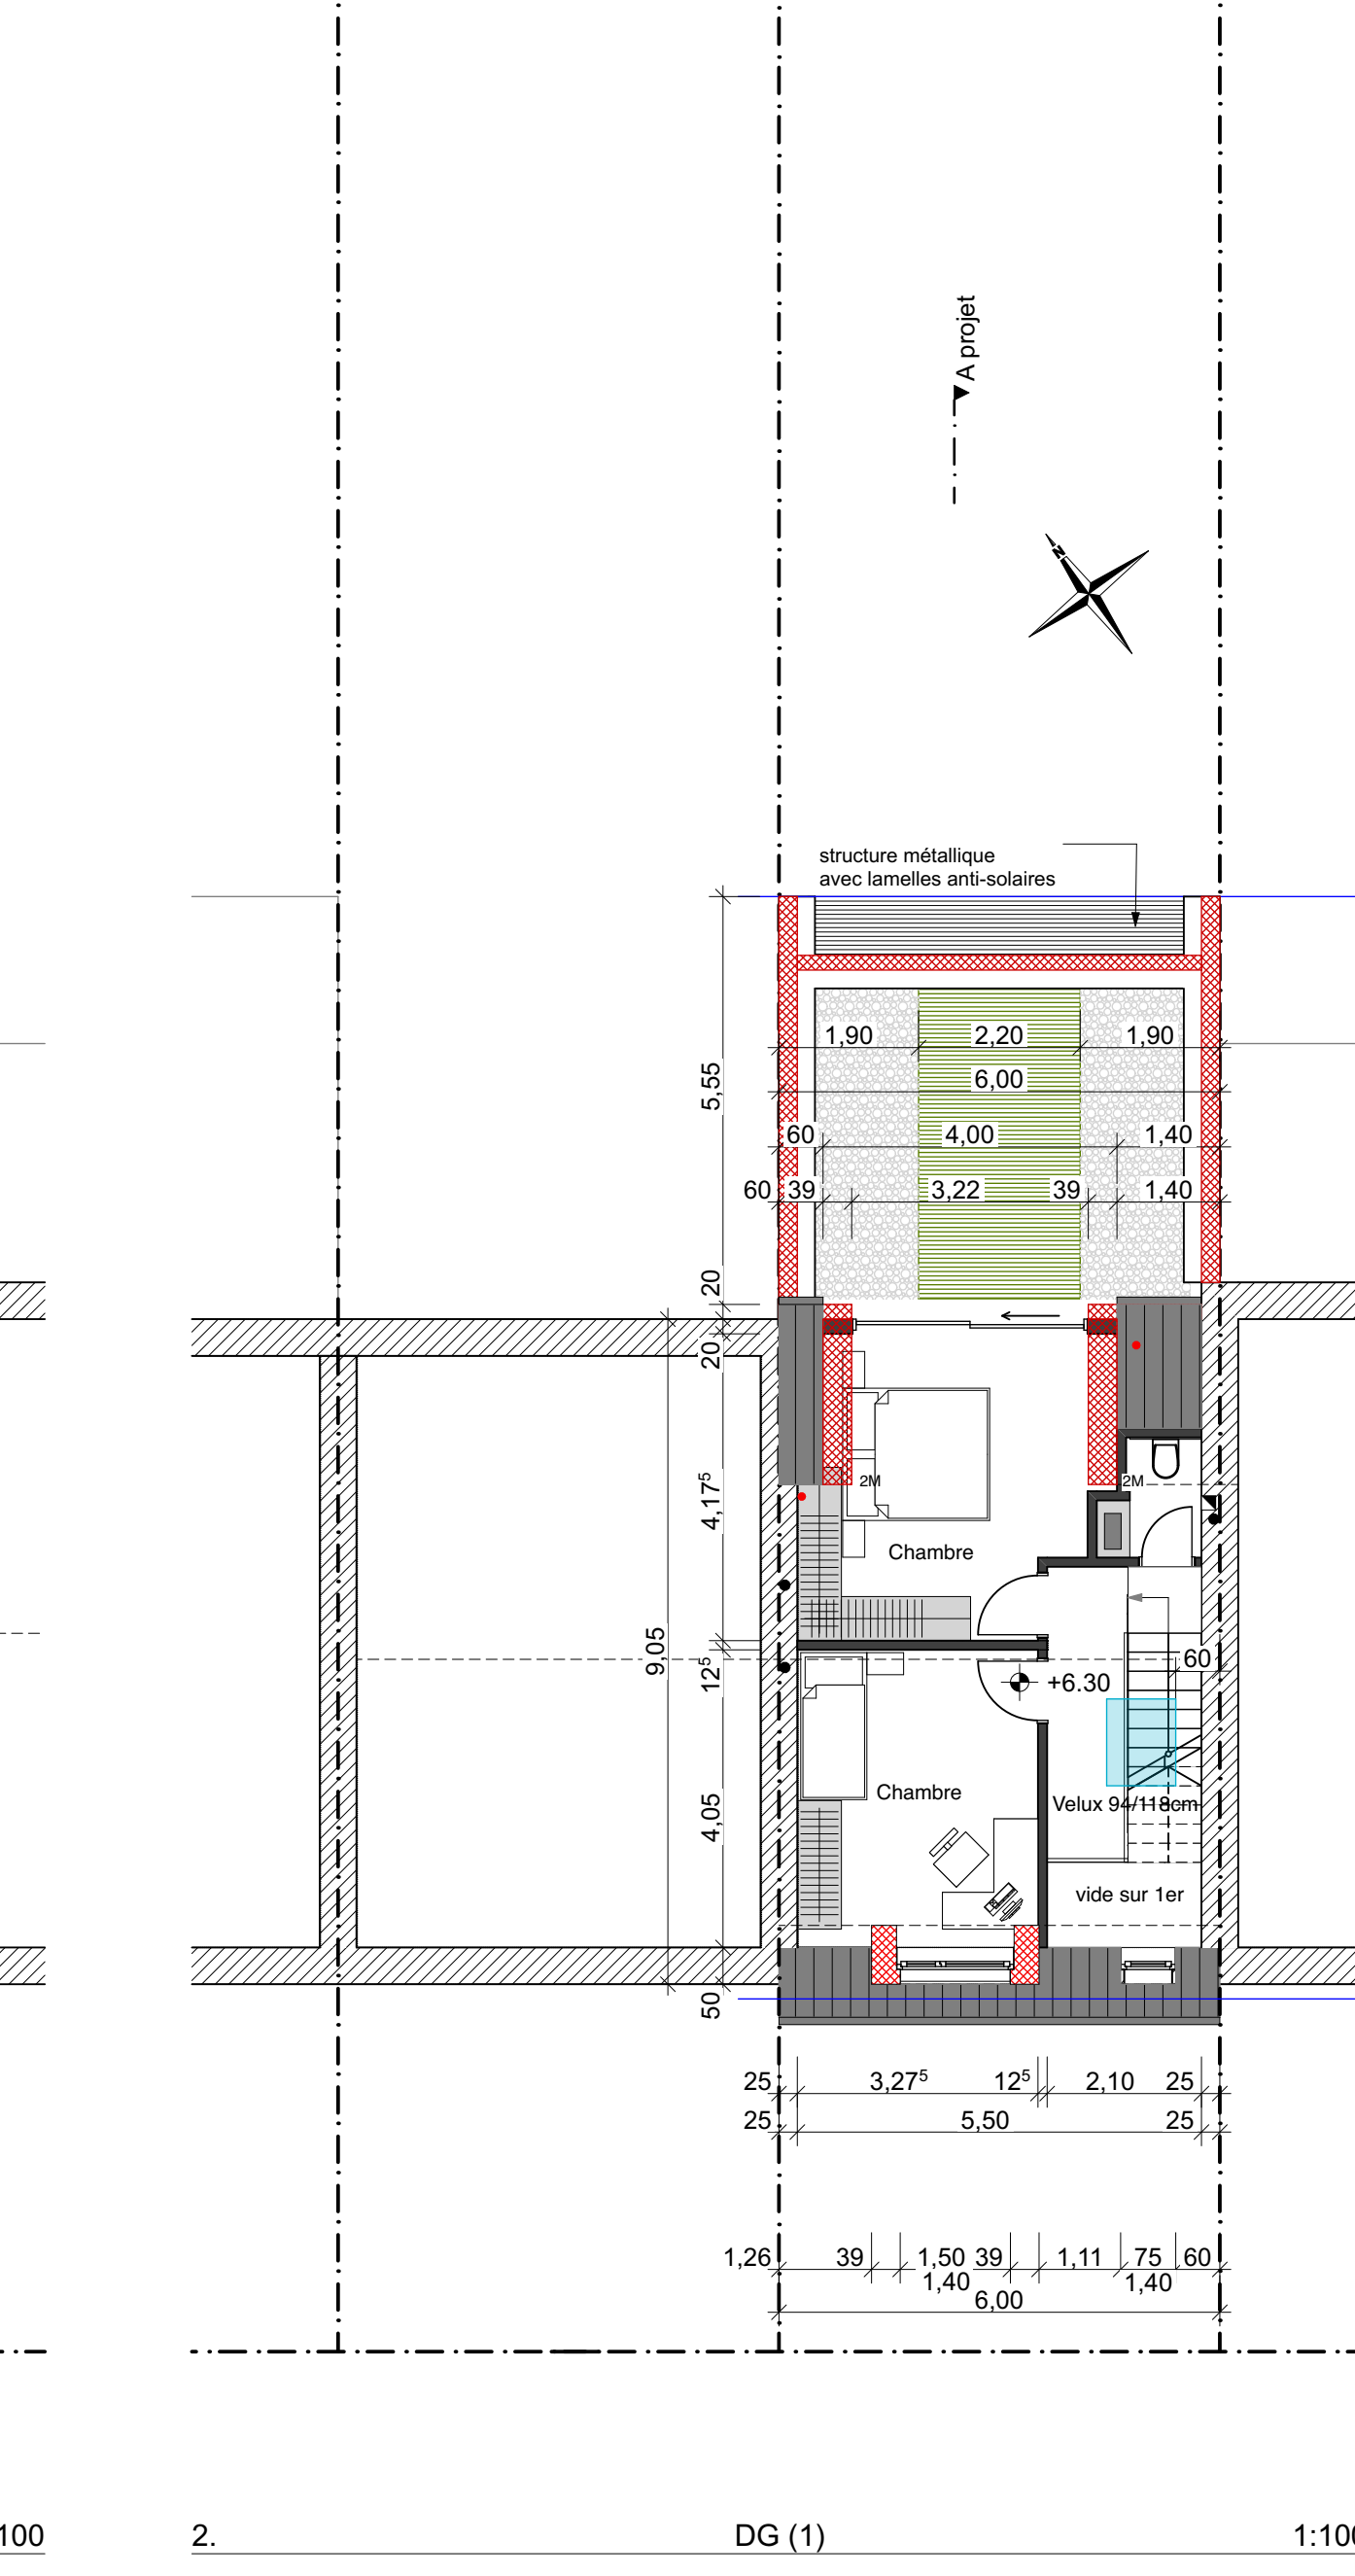 A projet
N
structure métallique
avec lamelles anti-solaires
1,90 2,20 1,90
6,00
5,55
60 4,00 1,40
60 39 3,22 39 1,40
20
20
2M 2M
4,17⁵
Chambre
9,05
12⁵
60
+6.30
Chambre
Velux 94/118cm
4,05
vide sur 1er
50
25 3,27⁵ 12⁵ 2,10 25
25 5,50 25
1,26 39 1,50 39 1,11 75 60
1,40 1,40
6,00
100 2. DG (1) 1:100